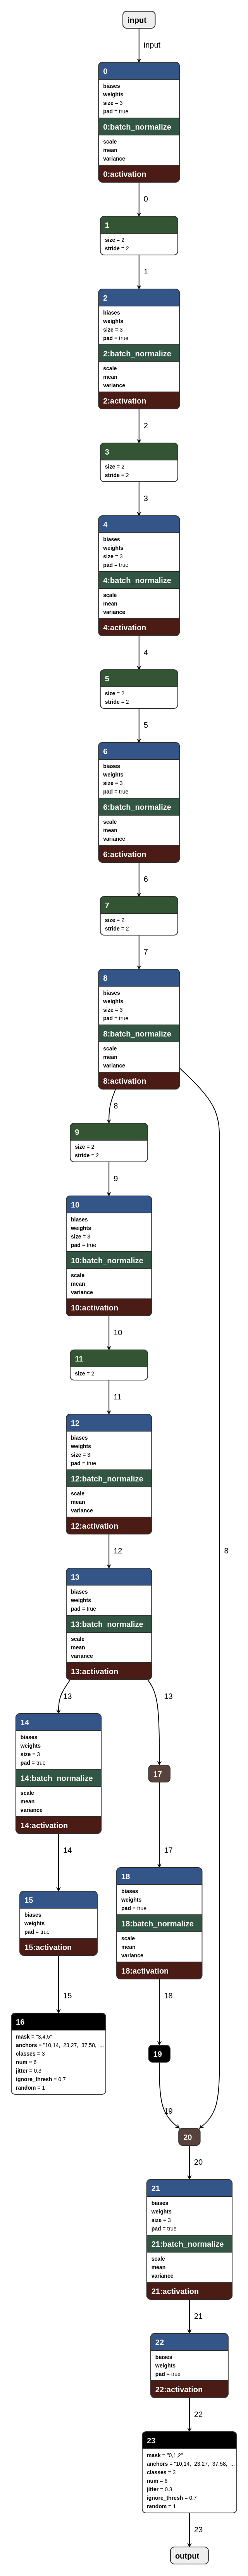 input
input
0
biases
weights
size = 3
pad = true
0:batch_normalize
scale
mean
variance
0:activation
0
1
size = 2
stride = 2
1
2
biases
weights
size = 3
pad = true
2:batch_normalize
scale
mean
variance
2:activation
2
3
size = 2
stride = 2
3
4
biases
weights
size = 3
pad = true
4:batch_normalize
scale
mean
variance
4:activation
4
5
size = 2
stride = 2
5
6
biases
weights
size = 3
pad = true
6:batch_normalize
scale
mean
variance
6:activation
6
7
size = 2
stride = 2
7
8
biases
weights
size = 3
pad = true
8:batch_normalize
scale
mean
variance
8:activation
8
9
size = 2
stride = 2
9
10
biases
weights
size = 3
pad = true
10:batch_normalize
scale
mean
variance
10:activation
10
11
size = 2
11
12
biases
weights
size = 3
pad = true
12:batch_normalize
scale
mean
variance
12:activation
12
8
13
biases
weights
pad = true
13:batch_normalize
scale
mean
variance
13:activation
13
13
14
biases
weights
size = 3
pad = true
14:batch_normalize
scale
mean
variance
14:activation
14
15
biases
weights
pad = true
15:activation
15
16
mask = "3,4,5"
anchors = "10,14,  23,27,  37,58,  ...
classes = 3
num = 6
jitter = 0.3
ignore_thresh = 0.7
random = 1
17
17
18
biases
weights
pad = true
18:batch_normalize
scale
mean
variance
18:activation
18
19
19
20
20
21
biases
weights
size = 3
pad = true
21:batch_normalize
scale
mean
variance
21:activation
21
22
biases
weights
pad = true
22:activation
22
23
mask = "0,1,2"
anchors = "10,14,  23,27,  37,58,  ...
classes = 3
num = 6
jitter = 0.3
ignore_thresh = 0.7
random = 1
23
output